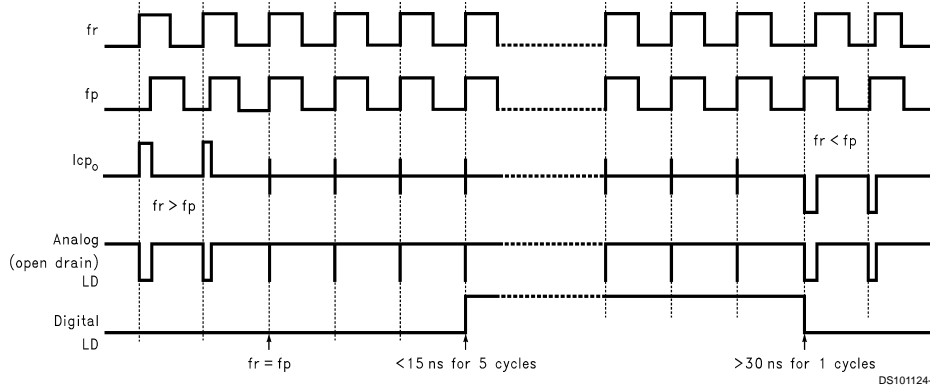 fr
fp
Icpo
fr > fp
fr < fp
Analog
(open drain)
LD
Digital
LD
fr = fp
<15 ns for 5 cycles
>30 ns for 1 cycles
DS101124-